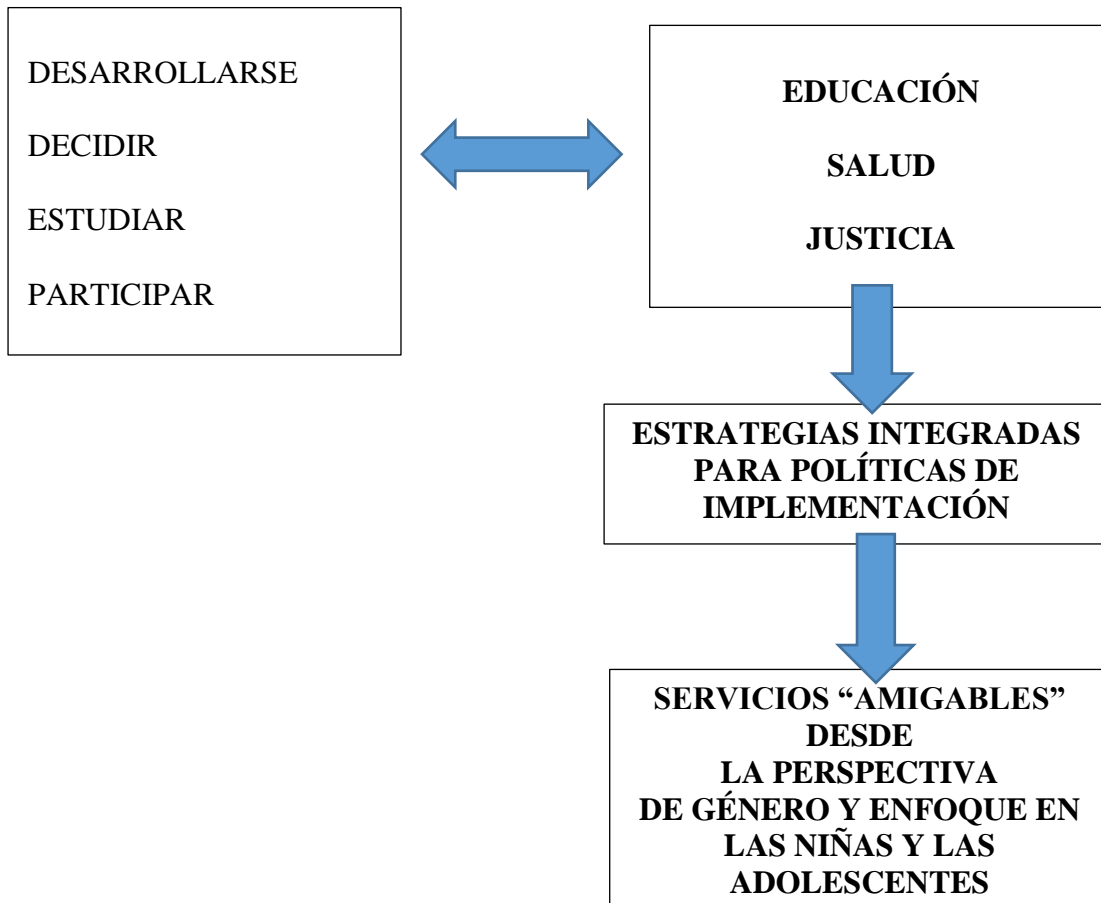 DESARROLLARSE
DECIDIR
ESTUDIAR
PARTICIPAR
EDUCACIÓN
SALUD
JUSTICIA
ESTRATEGIAS INTEGRADAS
PARA POLÍTICAS DE
IMPLEMENTACIÓN
SERVICIOS “AMIGABLES”
DESDE
LA PERSPECTIVA
DE GÉNERO Y ENFOQUE EN
LAS NIÑAS Y LAS
ADOLESCENTES